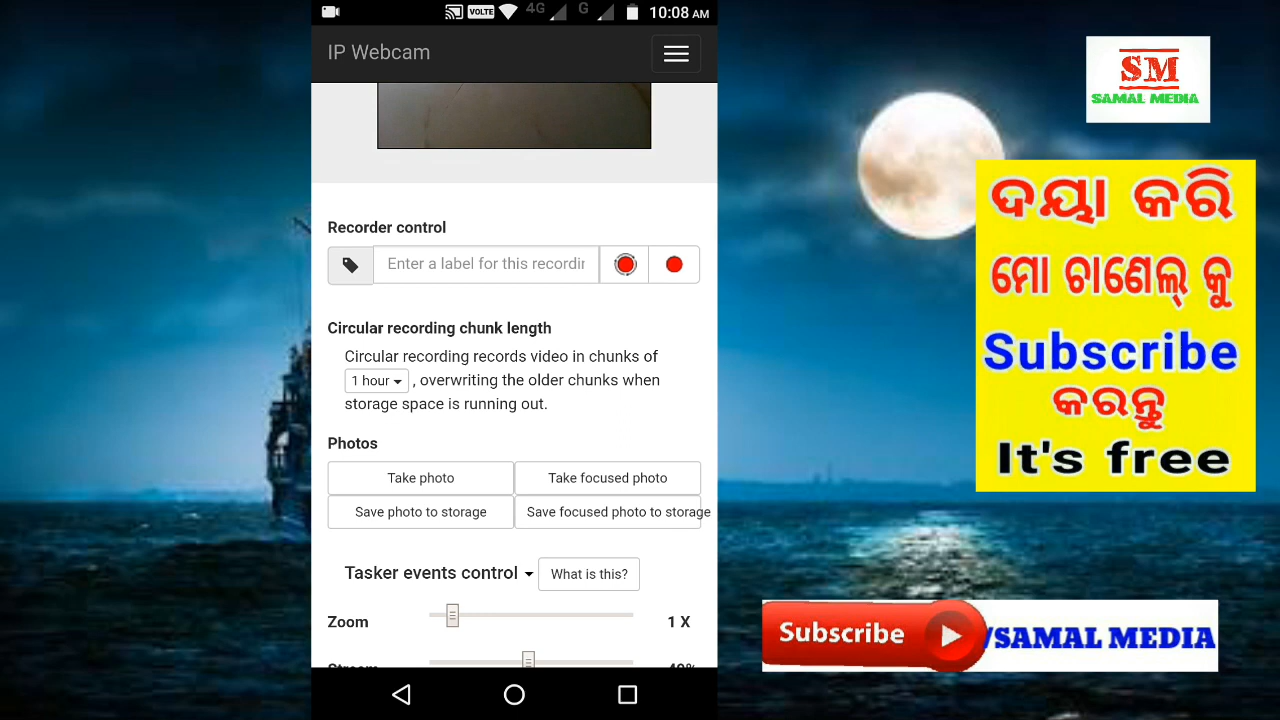 VOLTE 4G G 10:08 AM
IP Webcam
Recorder control
Enter a label for this recordin
Circular recording chunk length
Circular recording records video in chunks of
1 hour , overwriting the older chunks when
storage space is running out.
Photos
Take photo Take focused photo
Save photo to storage Save focused photo to storage
Tasker events control What is this?
Zoom 1 X
SM
SAMAL MEDIA
ଦୟା କରି
ମୋ ଚାଣେଲ୍ କୁ
Subscribe
କରନ୍ତୁ
It's free
Subscribe /SAMAL MEDIA